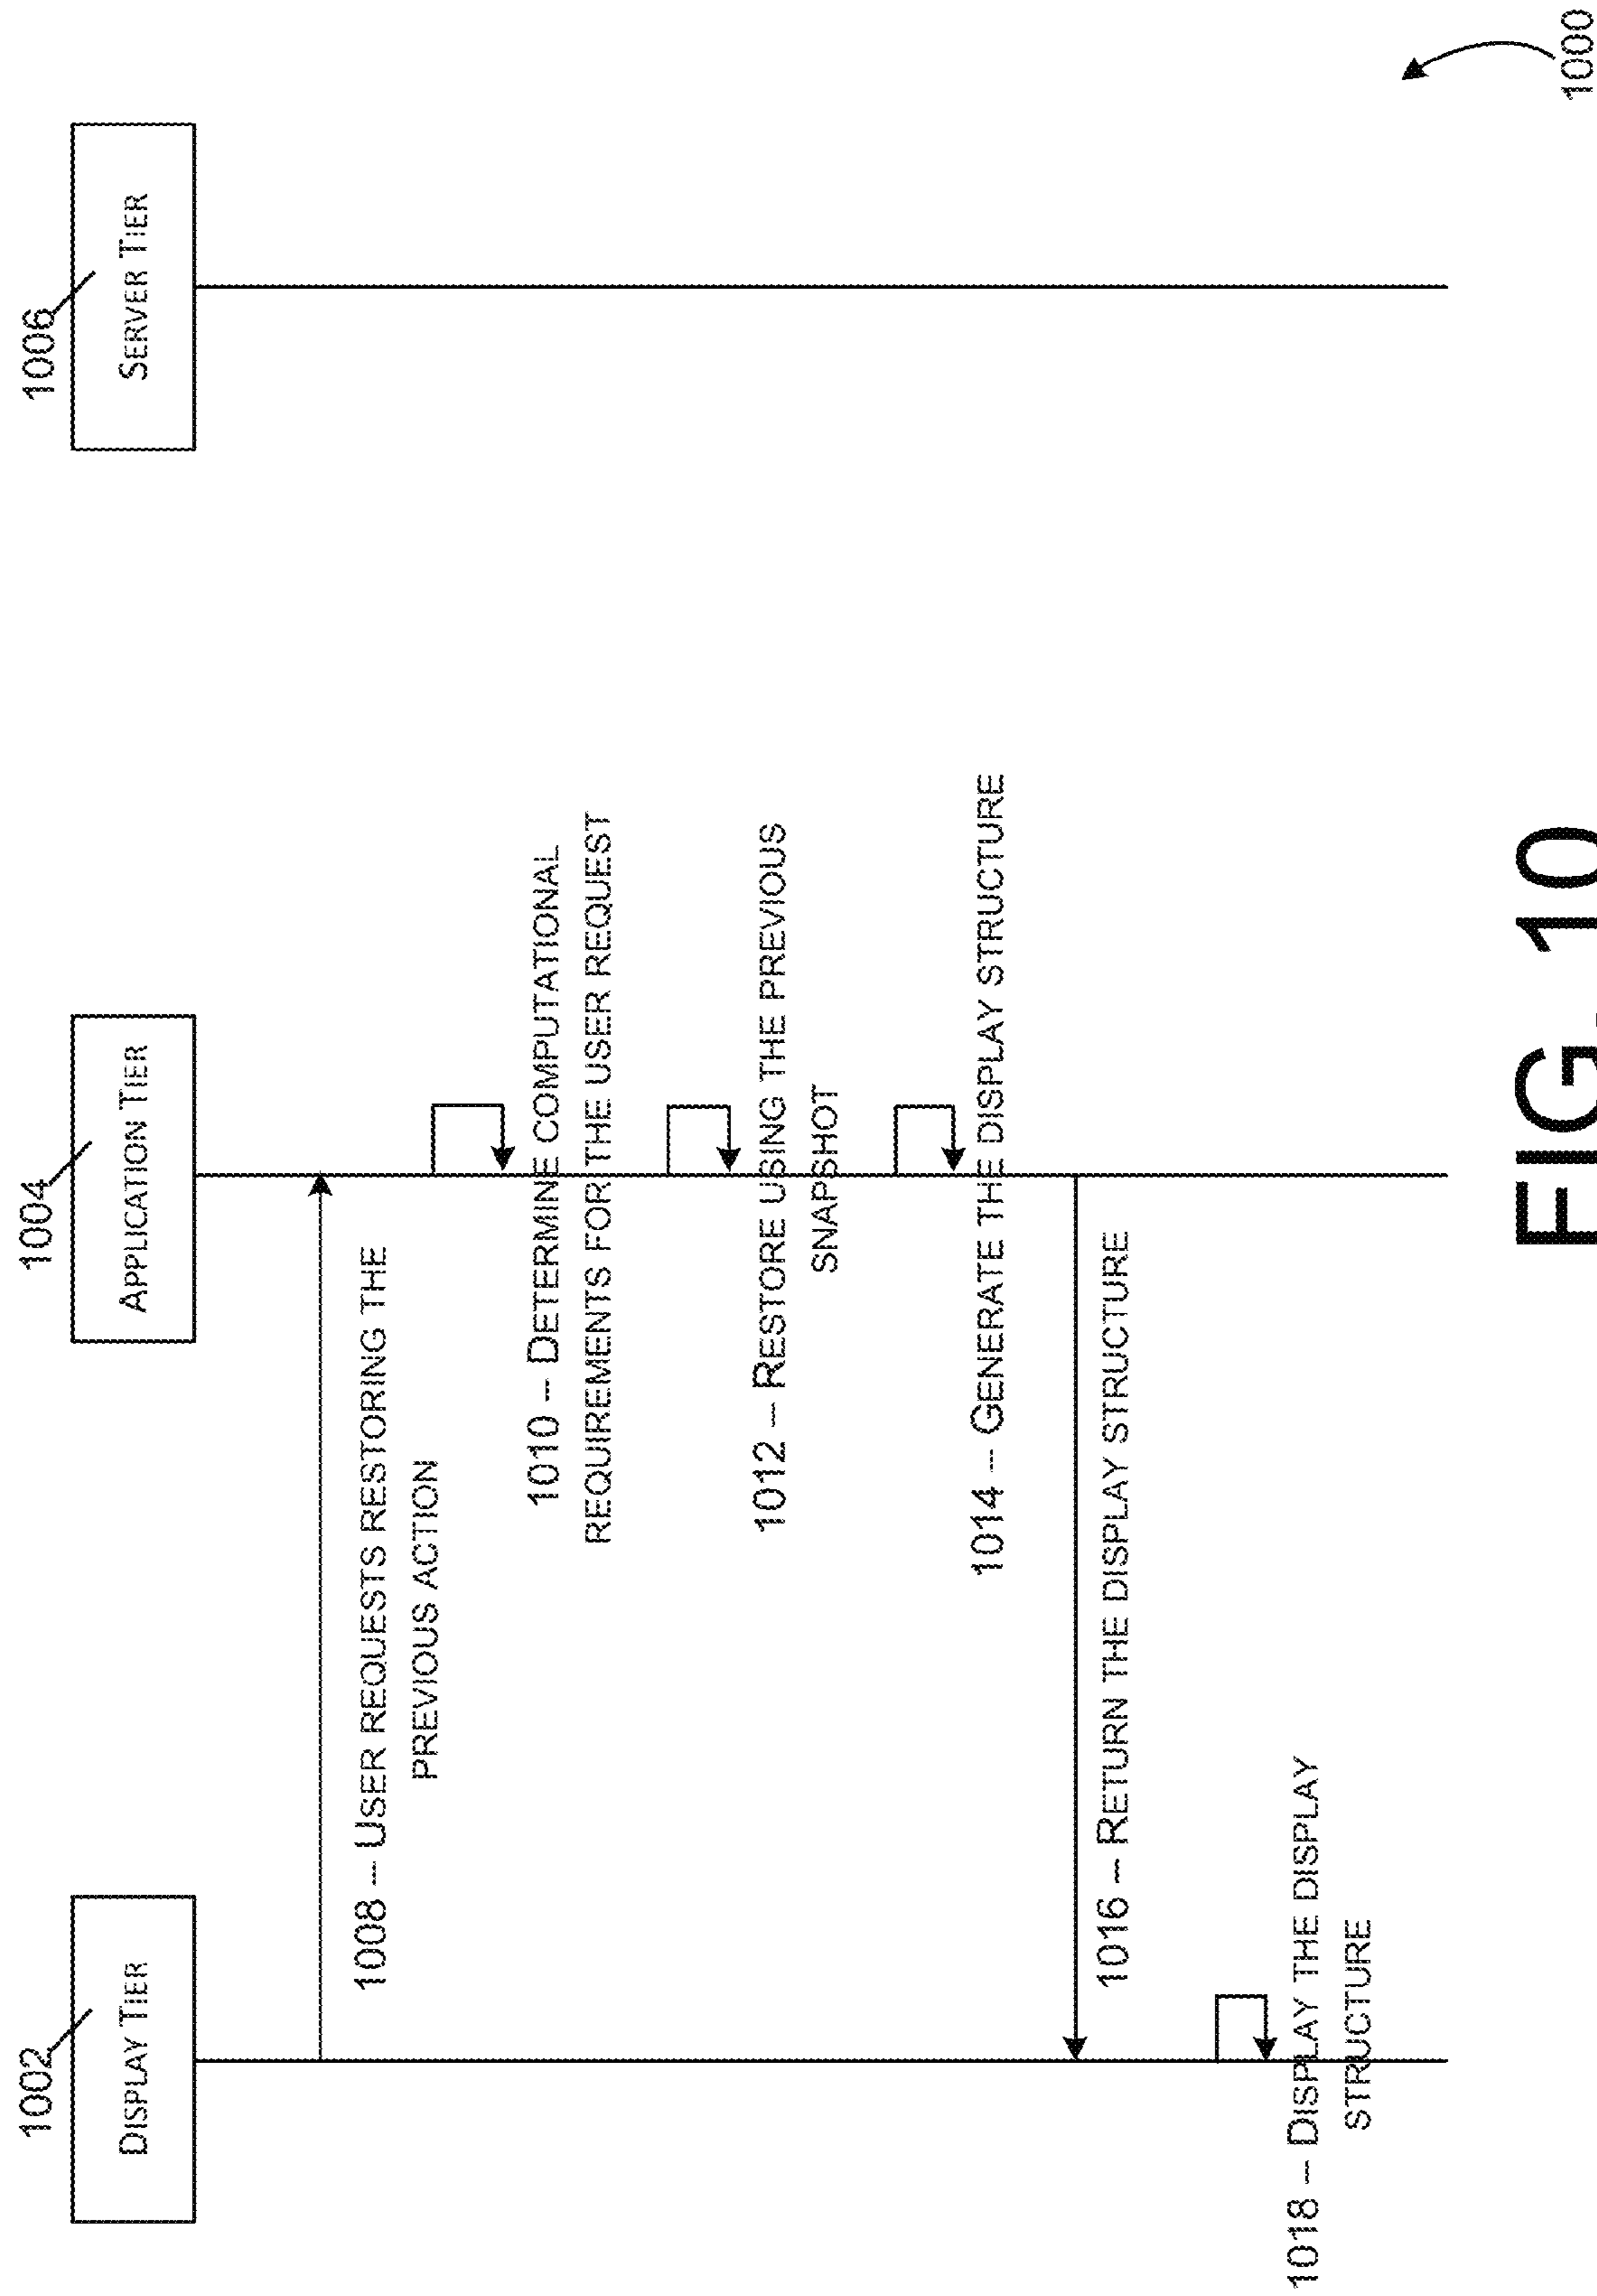 1002
DISPLAY TIER
1004
APPLICATION TIER
1006
SERVER TIER
1008 – USER REQUESTS RESTORING THE
PREVIOUS ACTION
1010 – DETERMINE COMPUTATIONAL
REQUIREMENTS FOR THE USER REQUEST
1012 – RESTORE USING THE PREVIOUS
SNAPSHOT
1014 – GENERATE THE DISPLAY STRUCTURE
1016 – RETURN THE DISPLAY STRUCTURE
1018 – DISPLAY THE DISPLAY
STRUCTURE
1000
FIG. 10